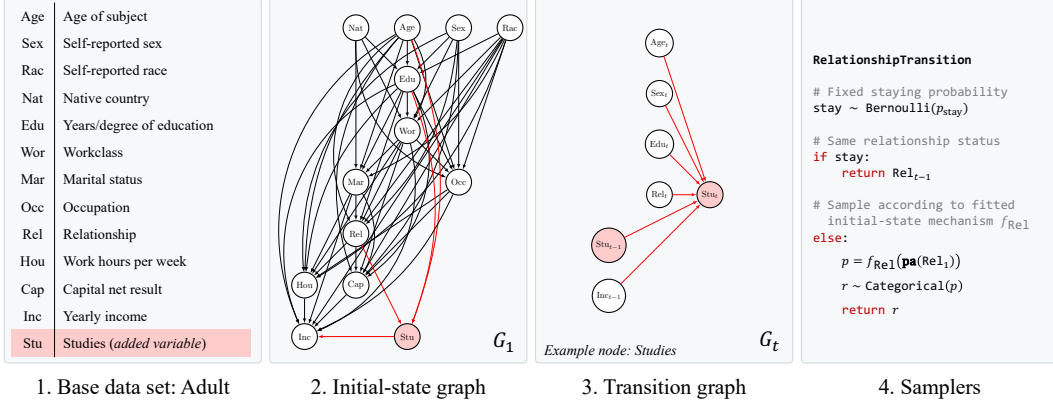 Age Age of subject
Sex Self-reported sex
Rac Self-reported race
Nat Native country
Edu Years/degree of education
Wor Workclass
Mar Marital status
Occ Occupation
Rel Relationship
Hou Work hours per week
Cap Capital net result
Inc Yearly income
Stu Studies (added variable)
1. Base data set: Adult
Nat Age Sex Rac
Edu
Wor
Mar Occ
Rel
Hou Cap
Inc Stu
G₁
2. Initial-state graph
Ageₜ
Sexₜ
Eduₜ
Relₜ Stuₜ
Stuₜ₋₁
Incₜ₋₁
Example node: Studies
Gₜ
3. Transition graph
RelationshipTransition
# Fixed staying probability
stay ~ Bernoulli(p_stay)
# Same relationship status
if stay:
return Relₜ₋₁
# Sample according to fitted
initial-state mechanism f_Rel
else:
p = f_Rel(pa(Rel₁))
r ~ Categorical(p)
return r
4. Samplers